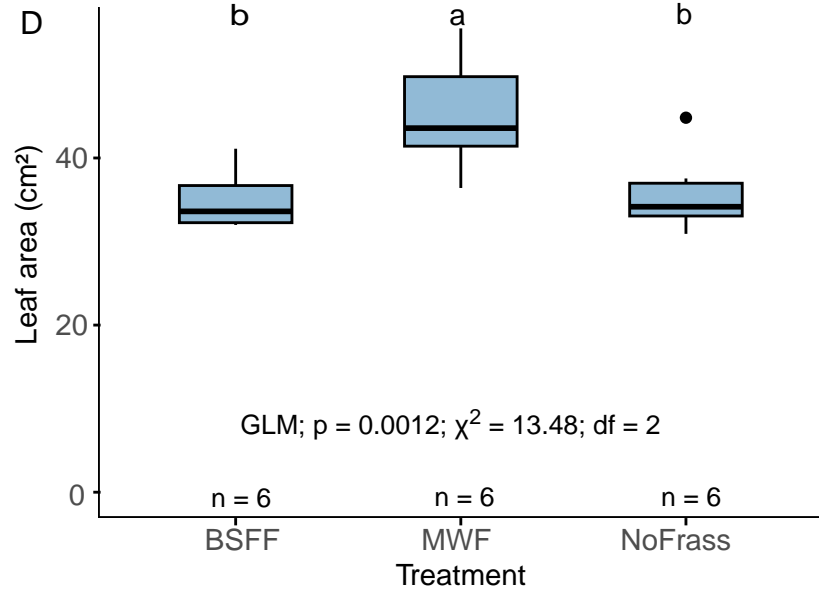 D
b a b
Leaf area (cm²)
40
20
0
GLM; p = 0.0012; χ² = 13.48; df = 2
n = 6 n = 6 n = 6
BSFF MWF NoFrass
Treatment